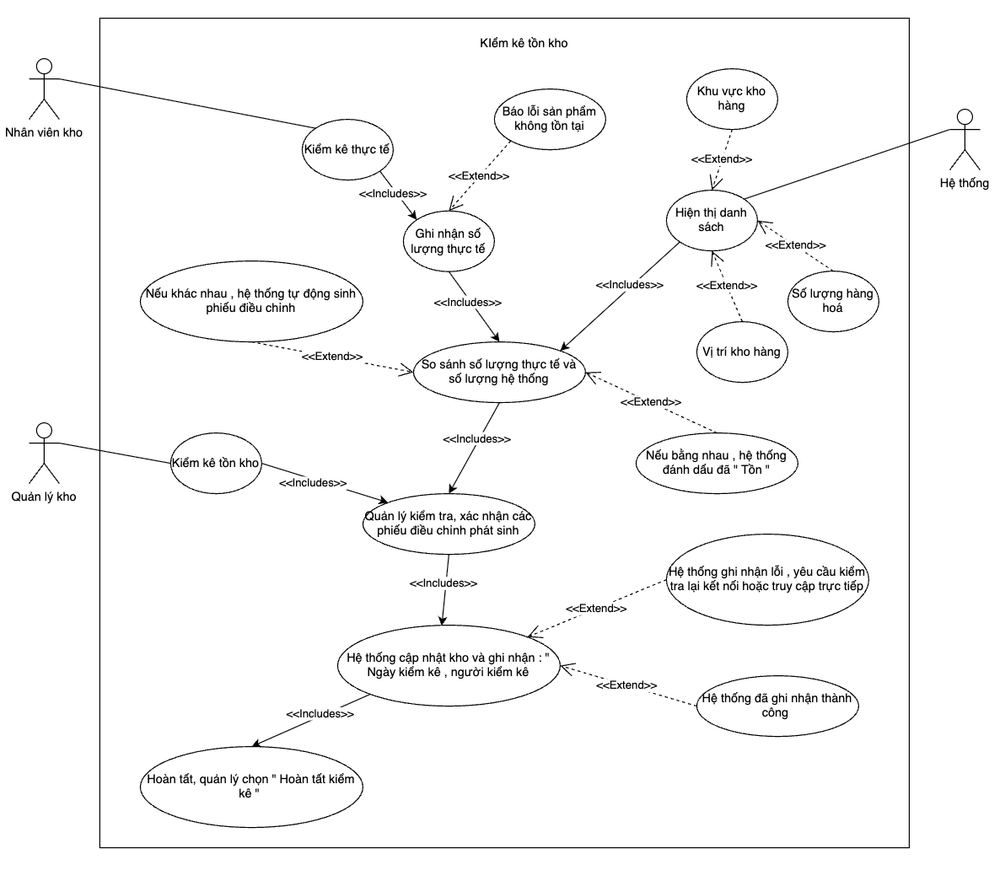 KIểm kê tồn kho
Nhân viên kho
Kiểm kê thực tế
Báo lỗi sản phẩm
không tồn tại
Khu vực kho
hàng
Hệ thống
<<Extend>>
<<Extend>>
<<Includes>>
Ghi nhận số
lượng thực tế
Hiện thị danh
sách
<<Extend>>
<<Includes>>
<<Extend>>
Nếu khác nhau , hệ thống tự động sinh
phiếu điều chỉnh
<<Includes>>
Số lượng hàng
hoá
Vị trí kho hàng
<<Extend>>
So sánh số lượng thực tế và
số lượng hệ thống
<<Extend>>
<<Includes>>
Nếu bằng nhau , hệ thống
đánh dấu đã " Tồn "
Quản lý kho
Kiểm kê tồn kho
<<Includes>>
Quản lý kiểm tra, xác nhận các
phiếu điều chỉnh phát sinh
<<Includes>>
Hệ thống ghi nhận lỗi , yêu cầu kiểm
tra lại kết nối hoặc truy cập trực tiếp
<<Extend>>
Hệ thống cập nhật kho và ghi nhận : "
Ngày kiểm kê , người kiểm kê
<<Extend>>
Hệ thống đã ghi nhận thành
công
<<Includes>>
Hoàn tất, quản lý chọn " Hoàn tất kiểm
kê "